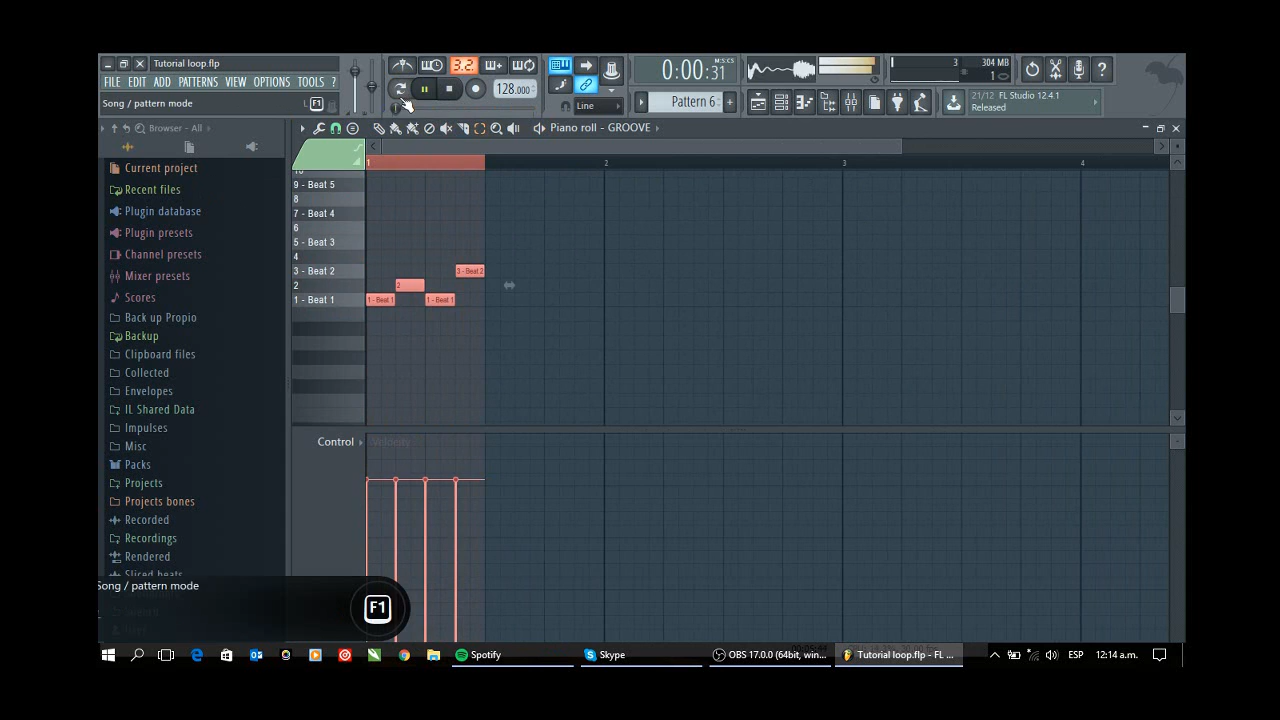 Tutorial loop.flp
FILE EDIT ADD PATTERNS VIEW OPTIONS TOOLS ?
Song / pattern mode
F1
3.2.
128.000
Line
M:S:CS
0:00:31
Pattern 6
3
304 MB
1
21/12 FL Studio 12.4.1
Released
Browser - All
Piano roll - GROOVE
Current project
Recent files
Plugin database
Plugin presets
Channel presets
Mixer presets
Scores
Back up Propio
Backup
Clipboard files
Collected
Envelopes
IL Shared Data
Impulses
Misc
Packs
Projects
Projects bones
Recorded
Recordings
Rendered
Sliced beats
1 2 3 4
10
9 - Beat 5
8
7 - Beat 4
6
5 - Beat 3
4
3 - Beat 2
2
1 - Beat 1
3 - Beat 2
2
1 - Beat 1
1 - Beat 1
Control
Velocity
Song / pattern mode
F1
Spotify
Skype
OBS 17.0.0 (64bit, win...
Tutorial loop.flp - FL ...
ESP
12:14 a.m.